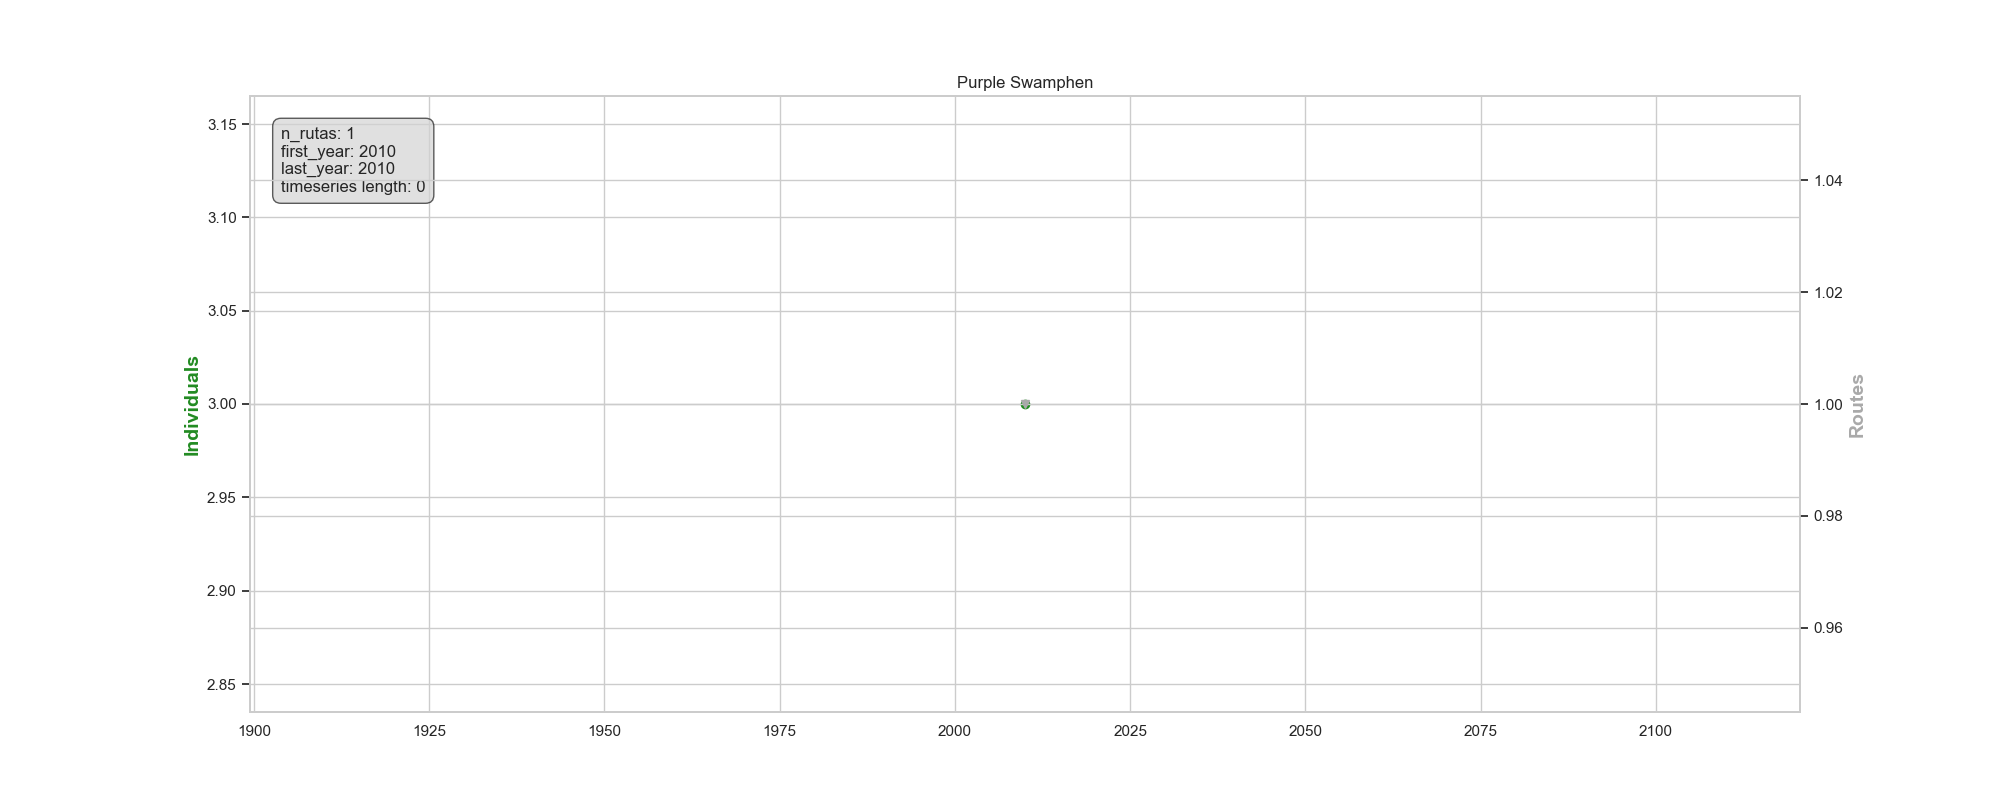 Purple Swamphen
n_rutas: 1
first_year: 2010
last_year: 2010
timeseries length: 0
Individuals
3.15
3.10
3.05
3.00
2.95
2.90
2.85
1.04
1.02
1.00
0.98
0.96
Routes
1900 1925 1950 1975 2000 2025 2050 2075 2100